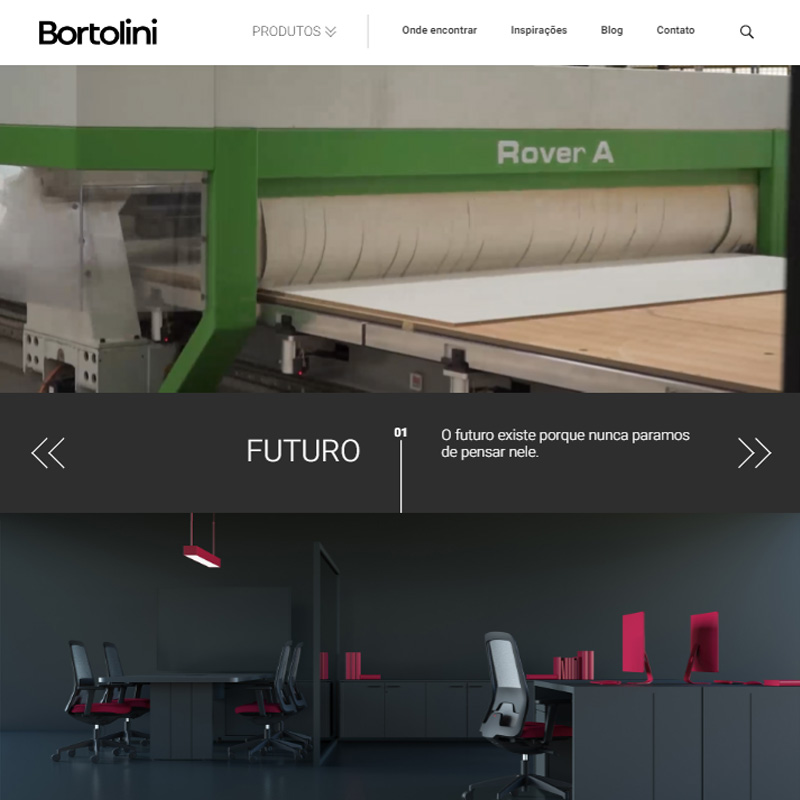 Bortolini
PRODUTOS
Onde encontrar
Inspirações
Blog
Contato
Rover A
FUTURO
01
O futuro existe porque nunca paramos
de pensar nele.